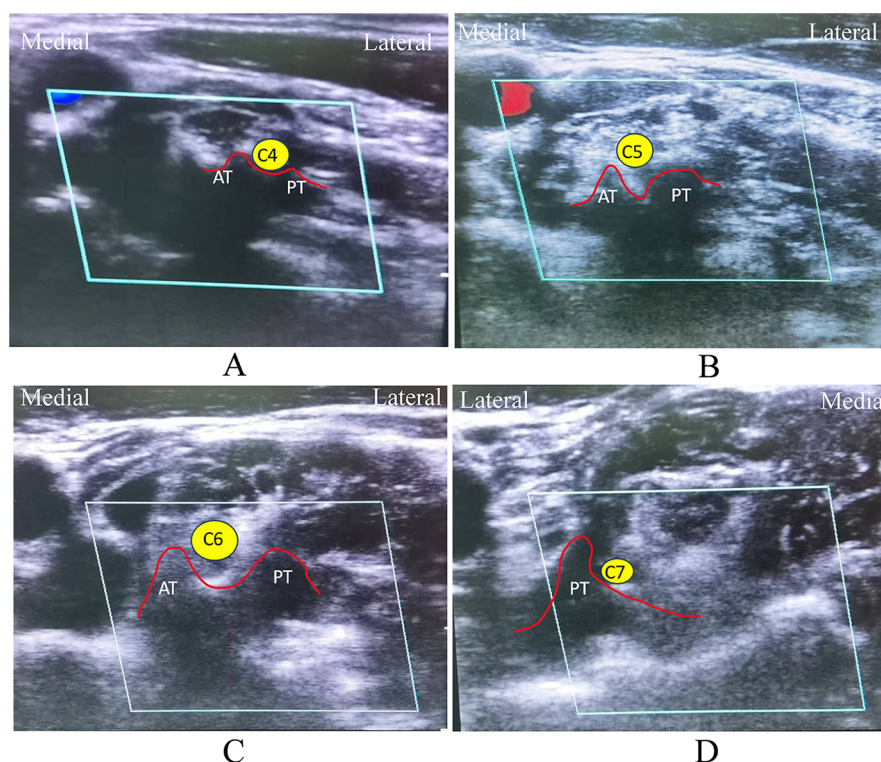 Medial Lateral
C4
AT
PT
A
Medial Lateral
C5
AT PT
B
Medial Lateral
C6
AT PT
C
Lateral Media
C7
PT
D